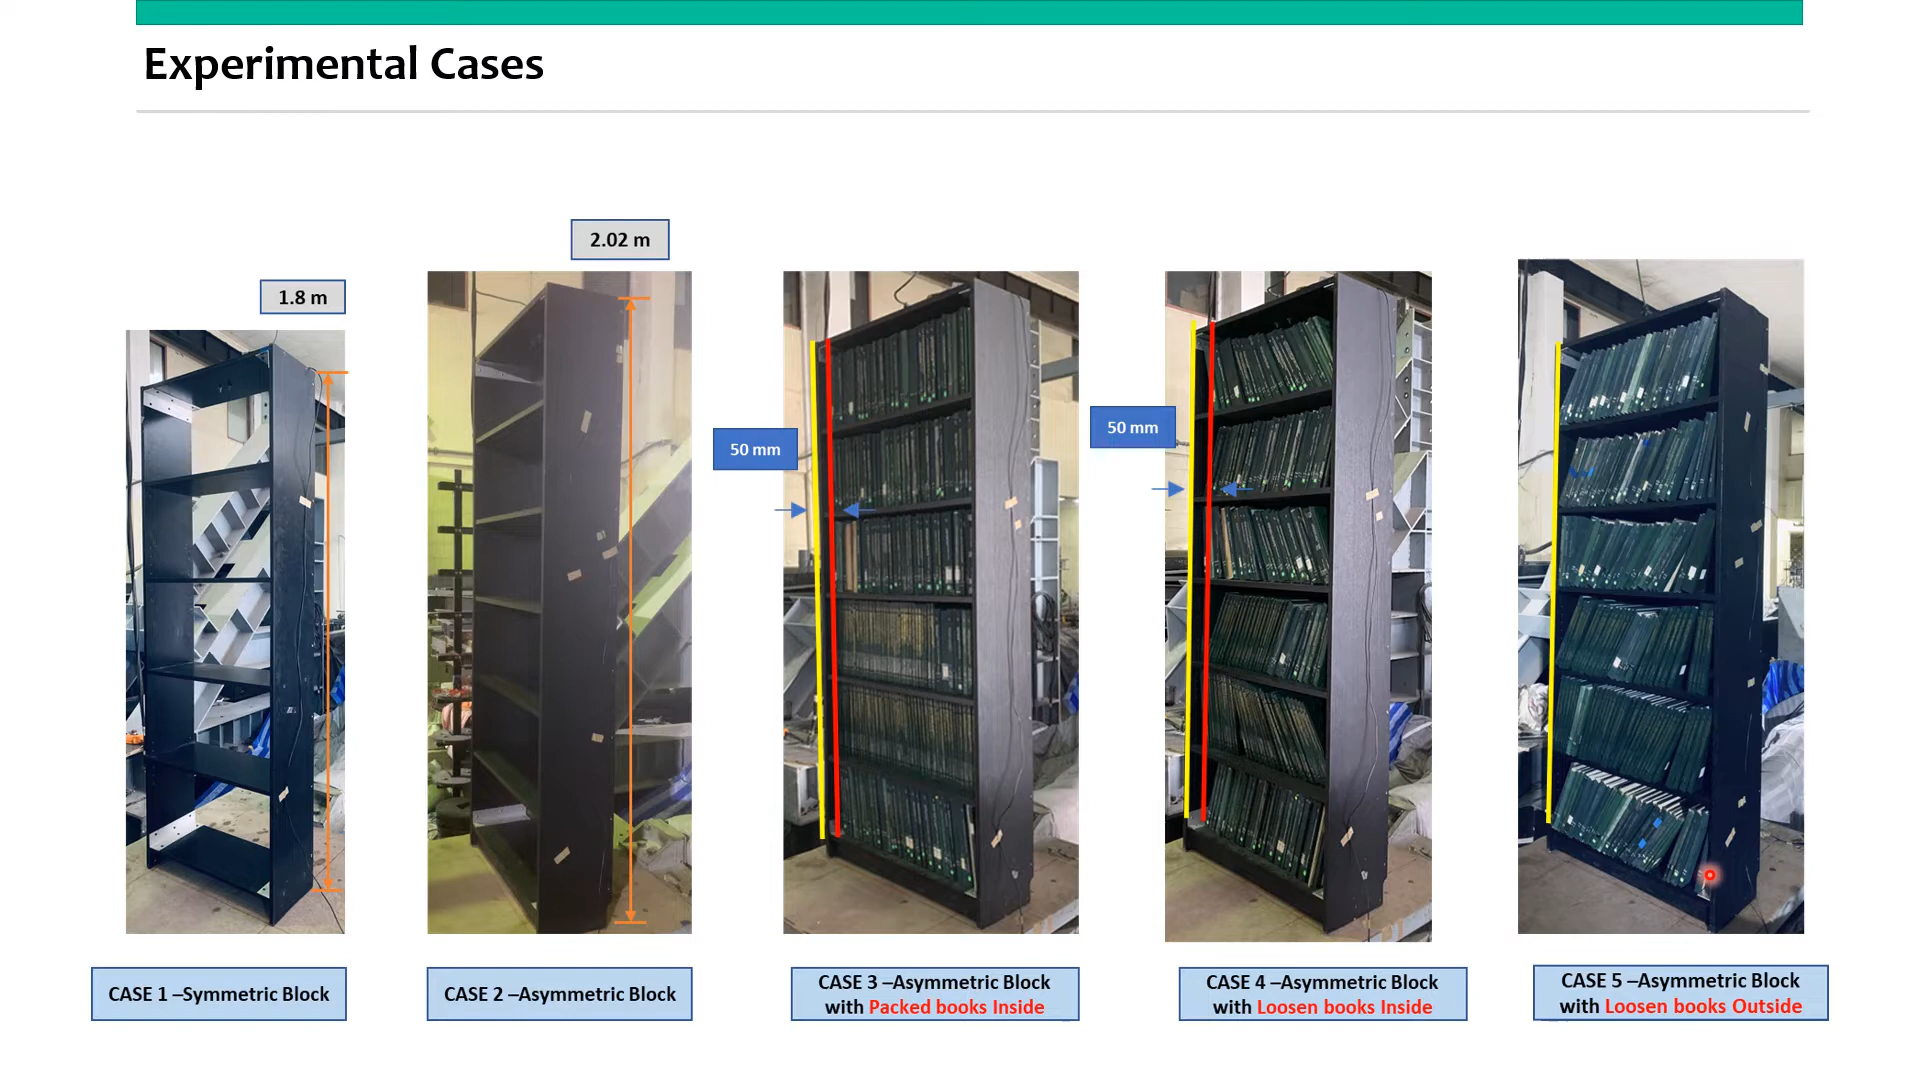 Experimental Cases
1.8 m
2.02 m
50 mm
50 mm
CASE 1 –Symmetric Block
CASE 2 –Asymmetric Block
CASE 3 –Asymmetric Block
with Packed books Inside
CASE 4 –Asymmetric Block
with Loosen books Inside
CASE 5 –Asymmetric Block
with Loosen books Outside